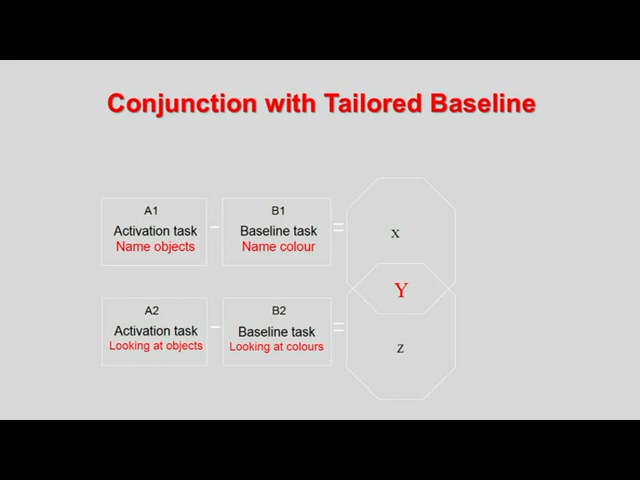 Conjunction with Tailored Baseline
A1
Activation task
Name objects
-
B1
Baseline task
Name colour
=
X
Y
A2
Activation task
Looking at objects
-
B2
Baseline task
Looking at colours
=
Z